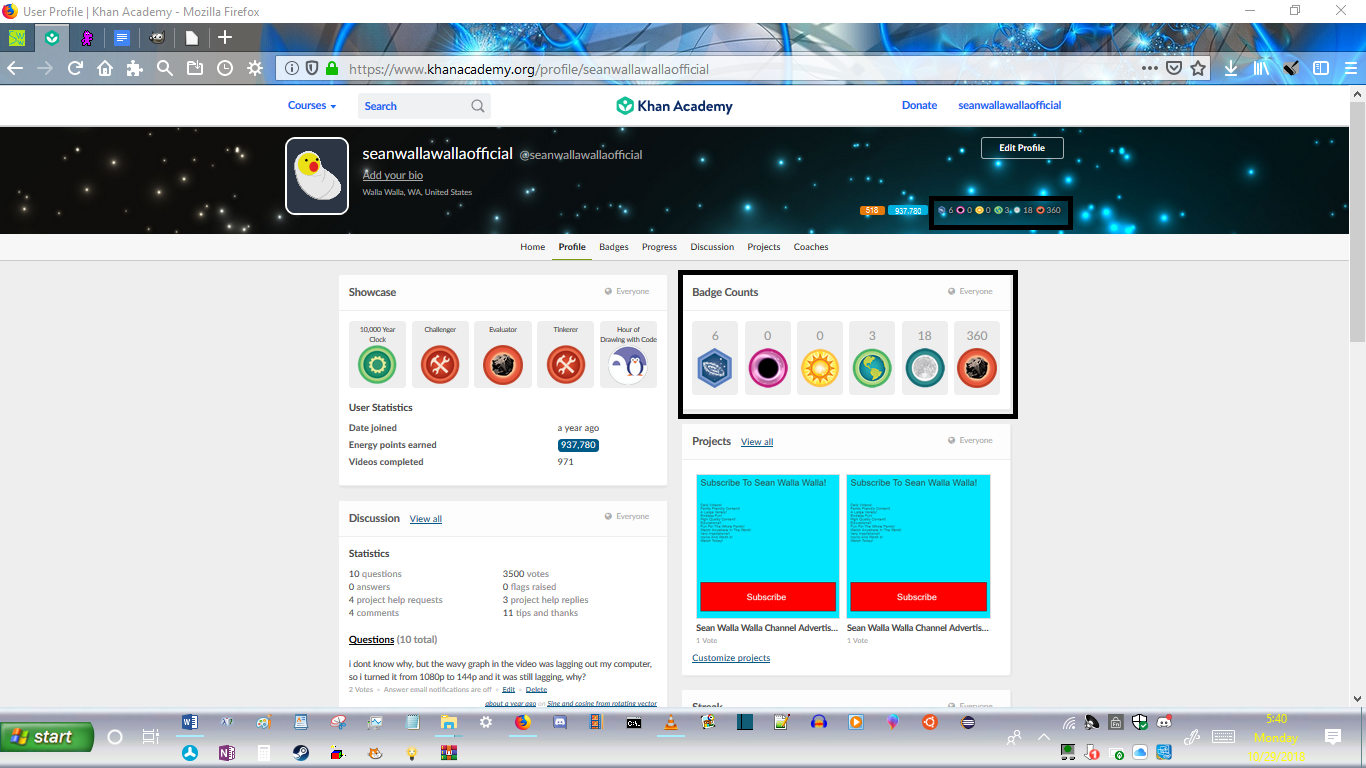 User Profile | Khan Academy - Mozilla Firefox
https://www.khanacademy.org/profile/seanwallawallaofficial
Courses
Search
Khan Academy
Donate
seanwallawallaofficial
seanwallawallaofficial @seanwallawallaofficial
Edit Profile
Add your bio
Walla Walla, WA, United States
518 937,780 6 0 0 3 18 360
Home Profile Badges Progress Discussion Projects Coaches
Showcase Everyone
10,000 Year Clock
Challenger
Evaluator
Tinkerer
Hour of Drawing with Code
User Statistics
Date joined a year ago
Energy points earned 937,780
Videos completed 971
Badge Counts Everyone
6 0 0 3 18 360
Discussion View all Everyone
Statistics
10 questions 3500 votes
0 answers 0 flags raised
4 project help requests 3 project help replies
4 comments 11 tips and thanks
Questions (10 total)
i dont know why, but the wavy graph in the video was lagging out my computer,
so i turned it from 1080p to 144p and it was still lagging, why?
2 Votes • Answer email notifications are off • Edit • Delete
about a year ago on Sine and cosine from rotating vector
Projects View all Everyone
Subscribe To Sean Walla Walla! Subscribe To Sean Walla Walla!
Subscribe Subscribe
Sean Walla Walla Channel Advertis... Sean Walla Walla Channel Advertis...
1 Vote 1 Vote
Customize projects
Streak Everyone
start
5:40
Monday
10/29/2018